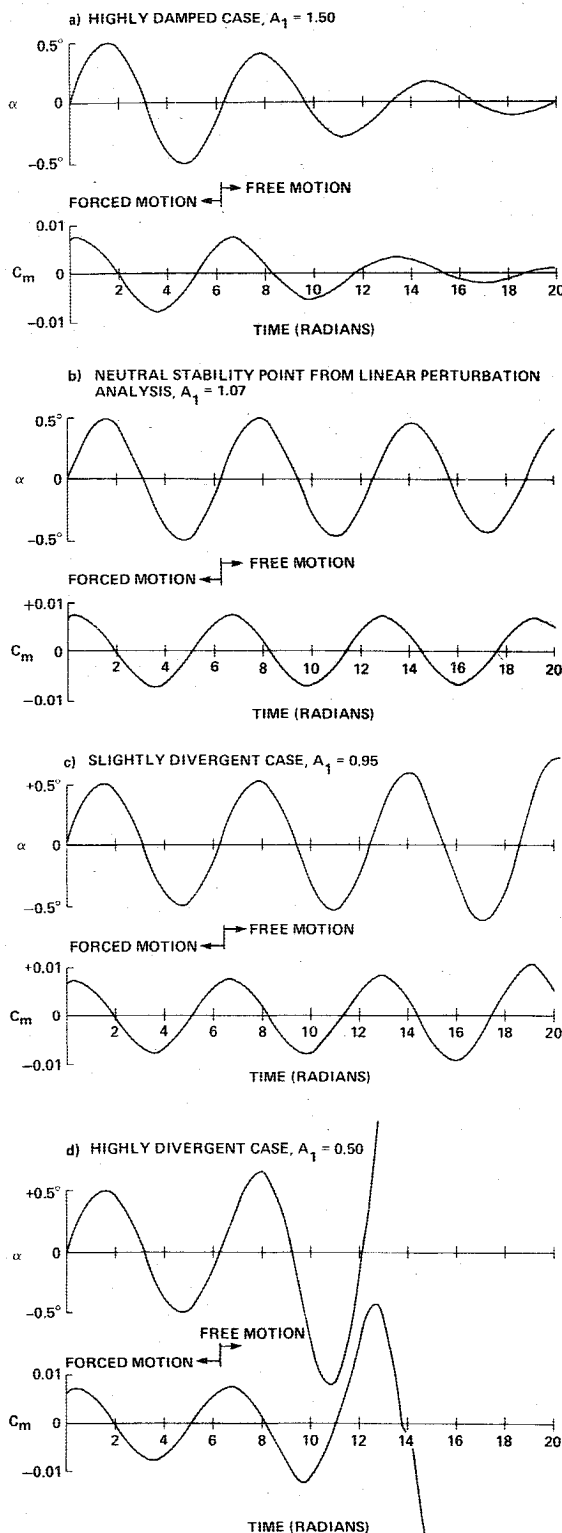 a) HIGHLY DAMPED CASE, A1 = 1.50
0.5°
α
0
−0.5°
FREE MOTION
FORCED MOTION
0.01
Cm
0
2 4 6 8 10 12 14 16 18 20
−0.01
TIME (RADIANS)
b) NEUTRAL STABILITY POINT FROM LINEAR PERTURBATION
ANALYSIS, A1 = 1.07
0.5°
α
0
−0.5°
FREE MOTION
FORCED MOTION
+0.01
Cm
0
2 4 6 8 10 12 14 16 18 20
−0.01
TIME (RADIANS)
c) SLIGHTLY DIVERGENT CASE, A1 = 0.95
+0.5°
α
0
−0.5°
FREE MOTION
FORCED MOTION
+0.01
Cm
0
2 4 6 8 10 12 14 16 18 20
−0.01
TIME (RADIANS)
d) HIGHLY DIVERGENT CASE, A1 = 0.50
+0.5°
α
0
−0.5°
FREE MOTION
FORCED MOTION
0.01
Cm
0
2 4 6 8 10 12 14 16 18 20
−0.01
TIME (RADIANS)